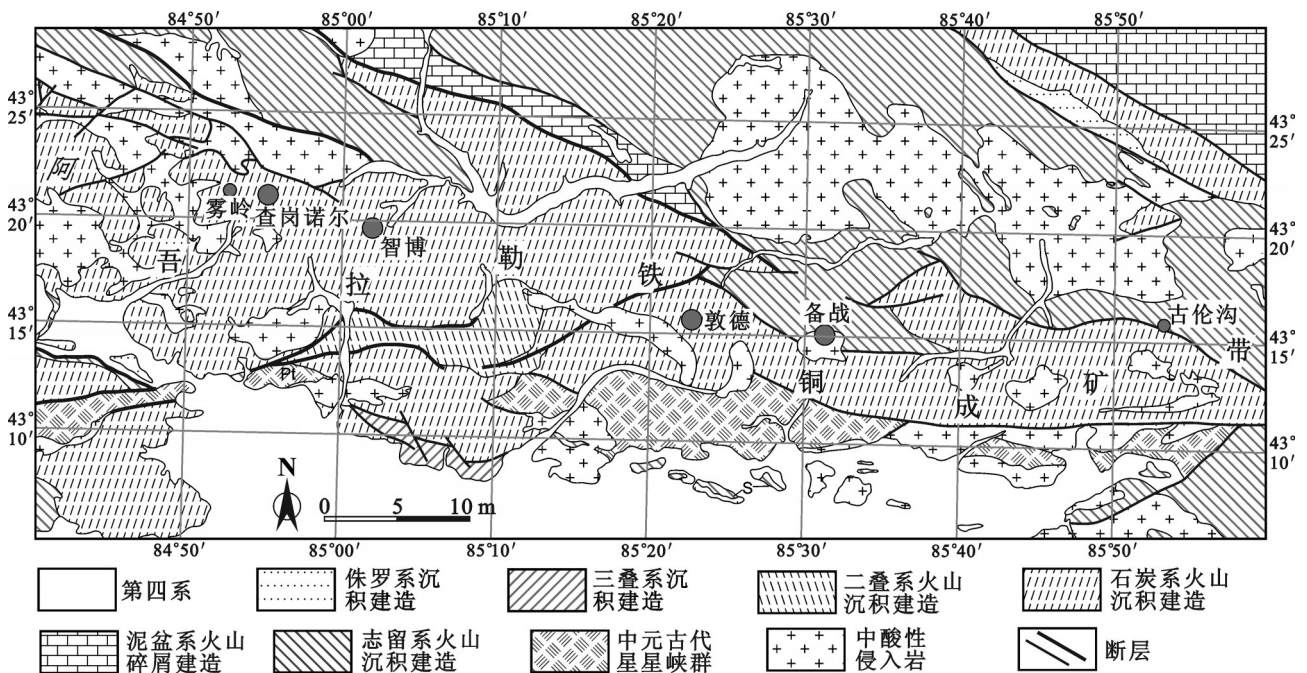 84°50′ 85°00′ 85°10′ 85°20′ 85°30′ 85°40′ 85°50′
43°
25′
43°
25′
阿
雾岭
查岗诺尔
43°
20′
43°
20′
智博
吾
拉
勒
铁
43°
15′
敦德
备战
古伦沟
43°
15′
带
Pt
铜
成
矿
43°
10′
43°
10′
N
S
0 5 10 m
84°50′ 85°00′ 85°10′ 85°20′ 85°30′ 85°40′ 85°50′
第四系
侏罗系沉
积建造
三叠系沉
积建造
二叠系火山
沉积建造
石炭系火山
沉积建造
泥盆系火山
碎屑建造
志留系火山
沉积建造
中元古代
星星峡群
中酸性
侵入岩
断层